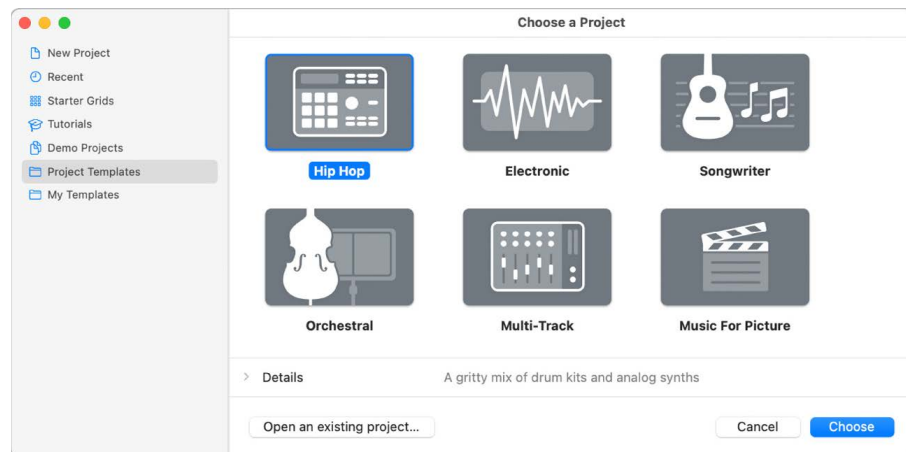 Choose a Project
New Project
Recent
Starter Grids
Tutorials
Demo Projects
Project Templates
My Templates
Hip Hop
Electronic
Songwriter
Orchestral
Multi-Track
Music For Picture
Details
A gritty mix of drum kits and analog synths
Open an existing project...
Cancel
Choose